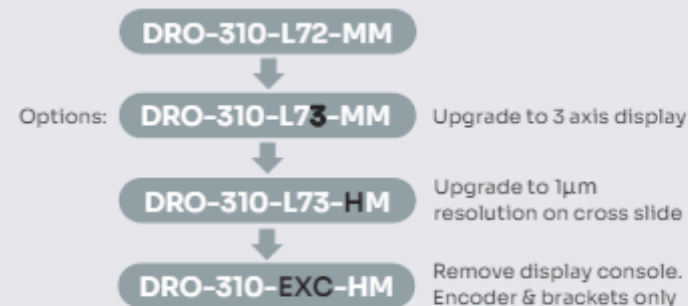 DRO-310-L72-MM
Options: DRO-310-L73-MM Upgrade to 3 axis display
DRO-310-L73-HM Upgrade to 1μm
resolution on cross slide
DRO-310-EXC-HM Remove display console.
Encoder & brackets only